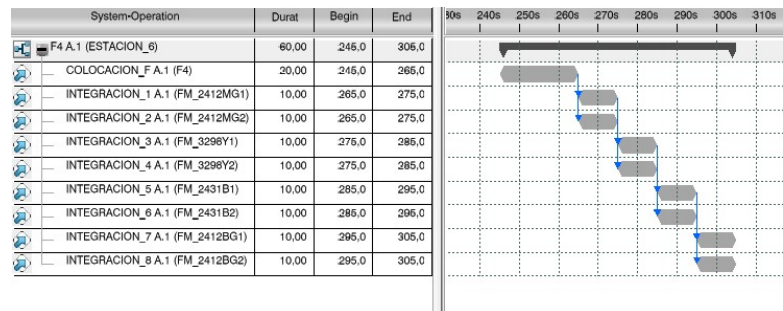 System-Operation Durat Begin End
30s 240s 250s 260s 270s 280s 290s 300s 310s
F4 A.1 (ESTACION_6) 60,00 245,0 305,0
COLOCACION_F A.1 (F4) 20,00 245,0 265,0
INTEGRACION_1 A.1 (FM_2412MG1) 10,00 265,0 275,0
INTEGRACION_2 A.1 (FM_2412MG2) 10,00 265,0 275,0
INTEGRACION_3 A.1 (FM_3298Y1) 10,00 275,0 285,0
INTEGRACION_4 A.1 (FM_3298Y2) 10,00 275,0 285,0
INTEGRACION_5 A.1 (FM_2431B1) 10,00 285,0 295,0
INTEGRACION_6 A.1 (FM_2431B2) 10,00 285,0 295,0
INTEGRACION_7 A.1 (FM_2412BG1) 10,00 295,0 305,0
INTEGRACION_8 A.1 (FM_2412BG2) 10,00 295,0 305,0